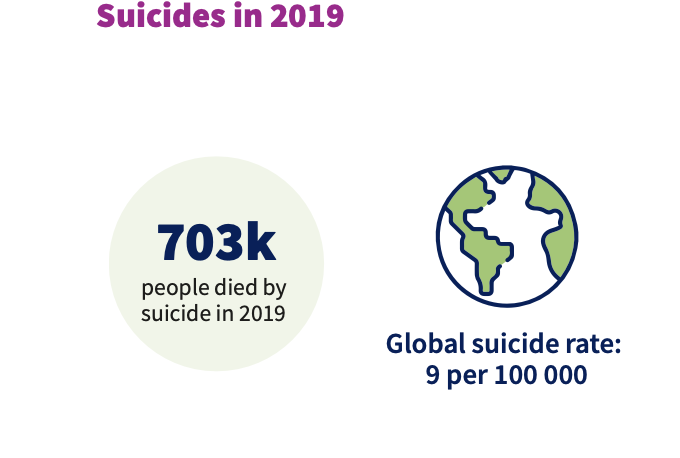 Suicides in 2019
703k
people died by
suicide in 2019
Global suicide rate:
9 per 100 000